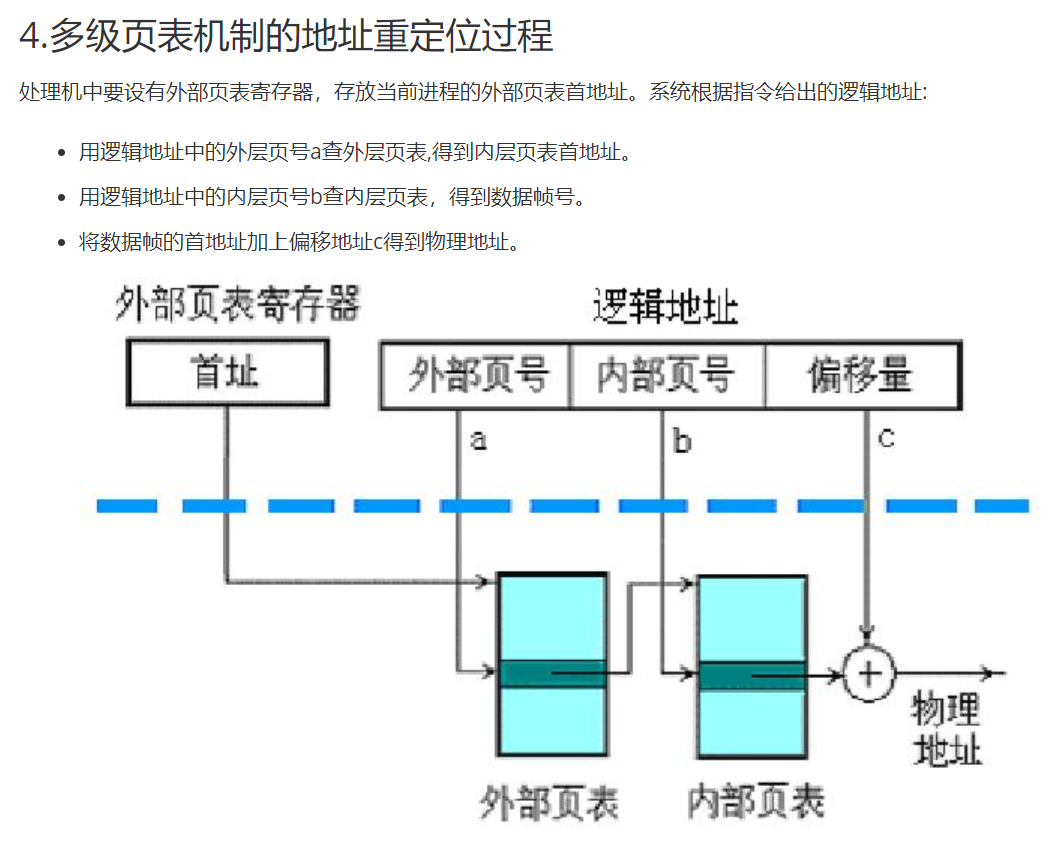 4.多级页表机制的地址重定位过程
处理机中要设有外部页表寄存器，存放当前进程的外部页表首地址。系统根据指令给出的逻辑地址:
用逻辑地址中的外层页号a查外层页表,得到内层页表首地址。
用逻辑地址中的内层页号b查内层页表，得到数据帧号。
将数据帧的首地址加上偏移地址c得到物理地址。
外部页表寄存器
逻辑地址
首址
外部页号
内部页号
偏移量
a
b
c
+
物理
地址
外部页表
内部页表